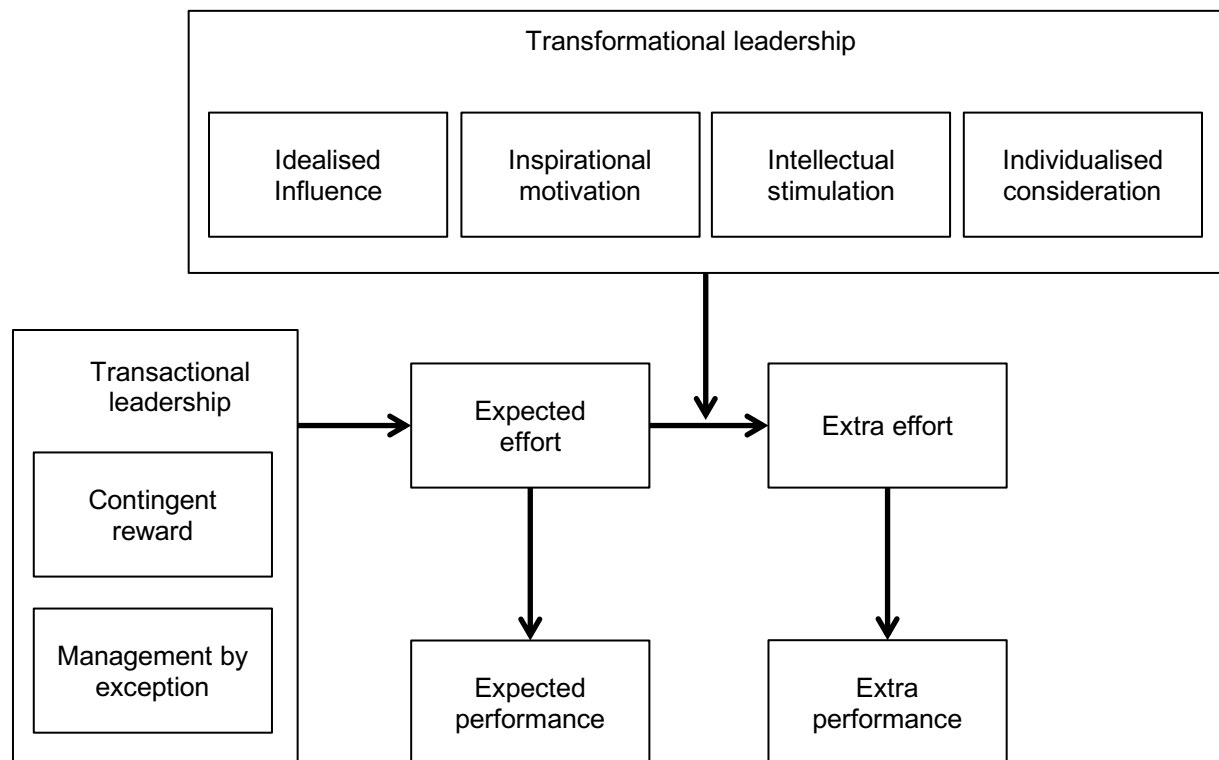 Transformational leadership
Idealised
Influence
Inspirational
motivation
Intellectual
stimulation
Individualised
consideration
Transactional
leadership
Contingent
reward
Management by
exception
Expected
effort
Extra effort
Expected
performance
Extra
performance